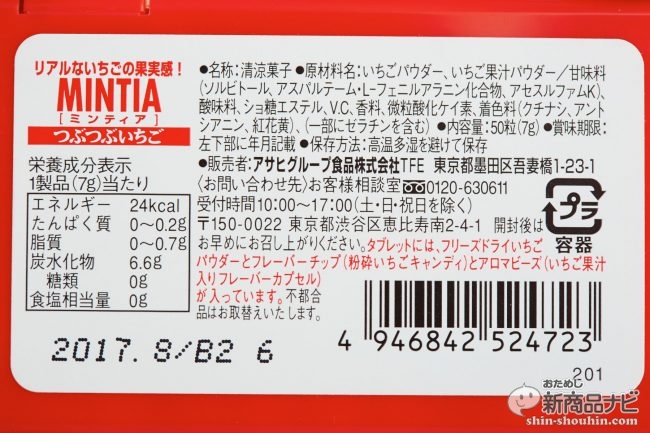 リアルないちごの果実感！
MINTIA
[ミンティア]
つぶつぶいちご
栄養成分表示
1製品(7g)当たり
エネルギー 24kcal
たんぱく質 0〜0.2g
脂質 0〜0.7g
炭水化物 6.6g
糖類 0g
食塩相当量 0g
●名称:清涼菓子●原材料名:いちごパウダー、いちご果汁パウダー／甘味料
(ソルビトール、アスパルテーム・L-フェニルアラニン化合物、アセスルファムK)、
酸味料、ショ糖エステル、V.C、香料、微粒酸化ケイ素、着色料(クチナシ、アント
シアニン、紅花黄)、(一部にゼラチンを含む)●内容量:50粒(7g)●賞味期限:
左下部に年月記載●保存方法:高温多湿を避けて保存
●販売者:アサヒグループ食品株式会社TFE 東京都墨田区吾妻橋1-23-1
〈お問い合わせ先〉お客様相談室 0120-630611
受付時間10:00〜17:00(土・日・祝日を除く)
〒150-0022 東京都渋谷区恵比寿南2-4-1 開封後はお
早めにお召し上がりください。タブレットには、フリーズドライいちご
パウダーとフレーバーチップ(粉砕いちごキャンディ)とアロマビーズ(いちご果汁
入りフレーバーカプセル)
が入っています。不都合
品はお取替えいたします。
プラ
容器
2017.8/B2 6
4 946842 524723
201
おためし
新商品ナビ
shin-shouhin.com